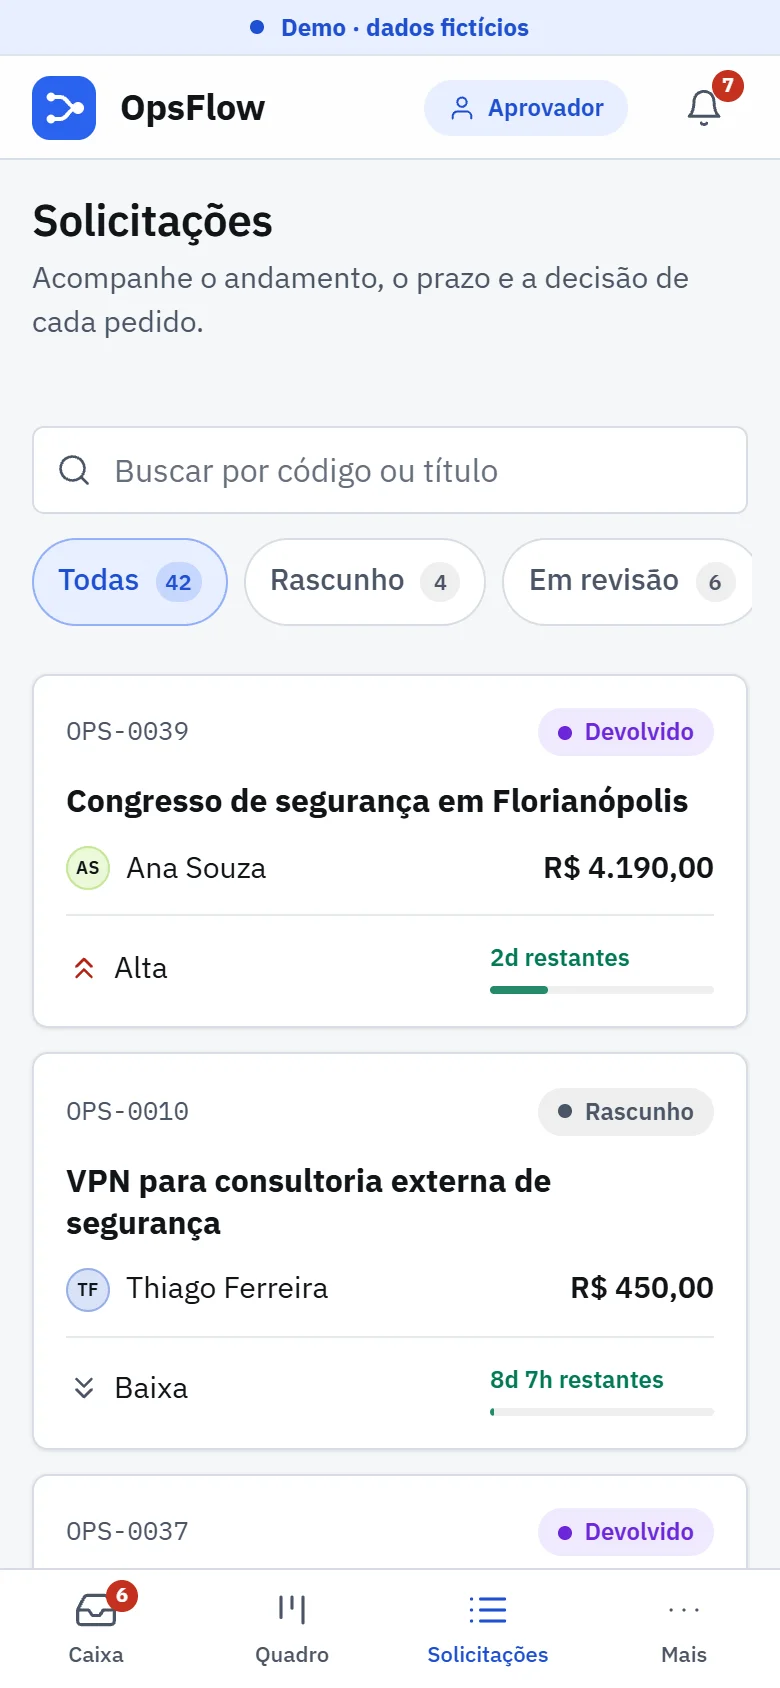 Demo · dados fictícios
OpsFlow
Aprovador
7
Solicitações
Acompanhe o andamento, o prazo e a decisão de
cada pedido.
Buscar por código ou título
Todas 42
Rascunho 4
Em revisão 6
OPS-0039
Devolvido
Congresso de segurança em Florianópolis
AS Ana Souza
R$ 4.190,00
Alta
2d restantes
OPS-0010
Rascunho
VPN para consultoria externa de
segurança
TF Thiago Ferreira
R$ 450,00
Baixa
8d 7h restantes
OPS-0037
Devolvido
6
Caixa
Quadro
Solicitações
Mais